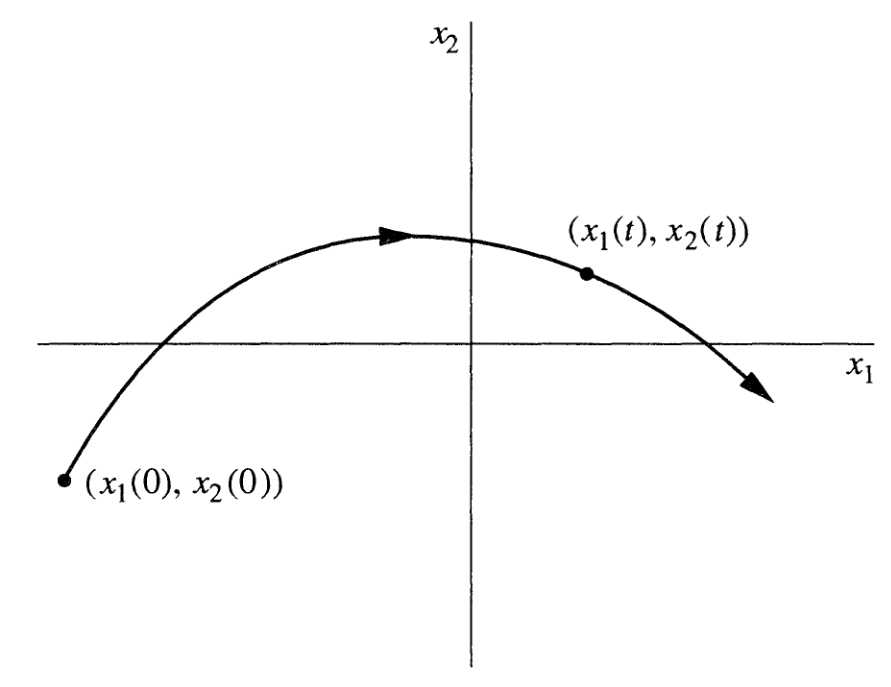 x₂
(x₁(t), x₂(t))
x₁
(x₁(0), x₂(0))